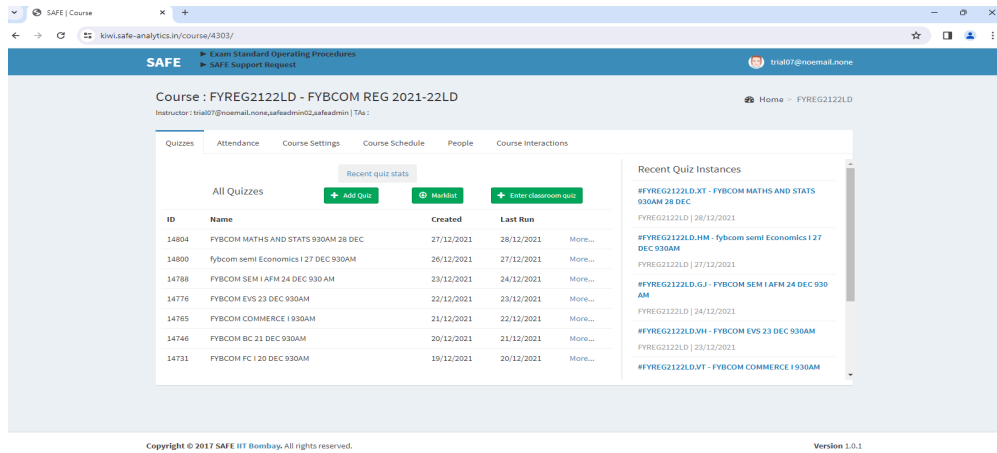 SAFE | Course
kiwi.safe-analytics.in/course/4303/
SAFE
► Exam Standard Operating Procedures
► SAFE Support Request
trial07@noemail.none
Course : FYREG2122LD - FYBCOM REG 2021-22LD
Home > FYREG2122LD
Instructor : trial07@noemail.none,safeadmin02,safeadmin | TAs :
Quizzes Attendance Course Settings Course Schedule People Course Interactions
Recent quiz stats
All Quizzes + Add Quiz Marklist + Enter classroom quiz
ID Name Created Last Run
14804 FYBCOM MATHS AND STATS 930AM 28 DEC 27/12/2021 28/12/2021 More...
14800 fybcom semI Economics I 27 DEC 930AM 26/12/2021 27/12/2021 More...
14788 FYBCOM SEM I AFM 24 DEC 930 AM 23/12/2021 24/12/2021 More...
14776 FYBCOM EVS 23 DEC 930AM 22/12/2021 23/12/2021 More...
14765 FYBCOM COMMERCE I 930AM 21/12/2021 22/12/2021 More...
14746 FYBCOM BC 21 DEC 930AM 20/12/2021 21/12/2021 More...
14731 FYBCOM FC I 20 DEC 930AM 19/12/2021 20/12/2021 More...
Recent Quiz Instances
#FYREG2122LD.XT - FYBCOM MATHS AND STATS
930AM 28 DEC
FYREG2122LD | 28/12/2021
#FYREG2122LD.HM - fybcom semI Economics I 27
DEC 930AM
FYREG2122LD | 27/12/2021
#FYREG2122LD.GJ - FYBCOM SEM I AFM 24 DEC 930
AM
FYREG2122LD | 24/12/2021
#FYREG2122LD.VH - FYBCOM EVS 23 DEC 930AM
FYREG2122LD | 23/12/2021
#FYREG2122LD.VT - FYBCOM COMMERCE I 930AM
Copyright © 2017 SAFE IIT Bombay. All rights reserved.
Version 1.0.1